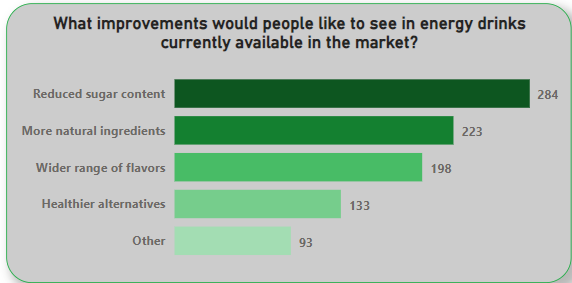 What improvements would people like to see in energy drinks
currently available in the market?
Reduced sugar content 284
More natural ingredients 223
Wider range of flavors 198
Healthier alternatives 133
Other 93